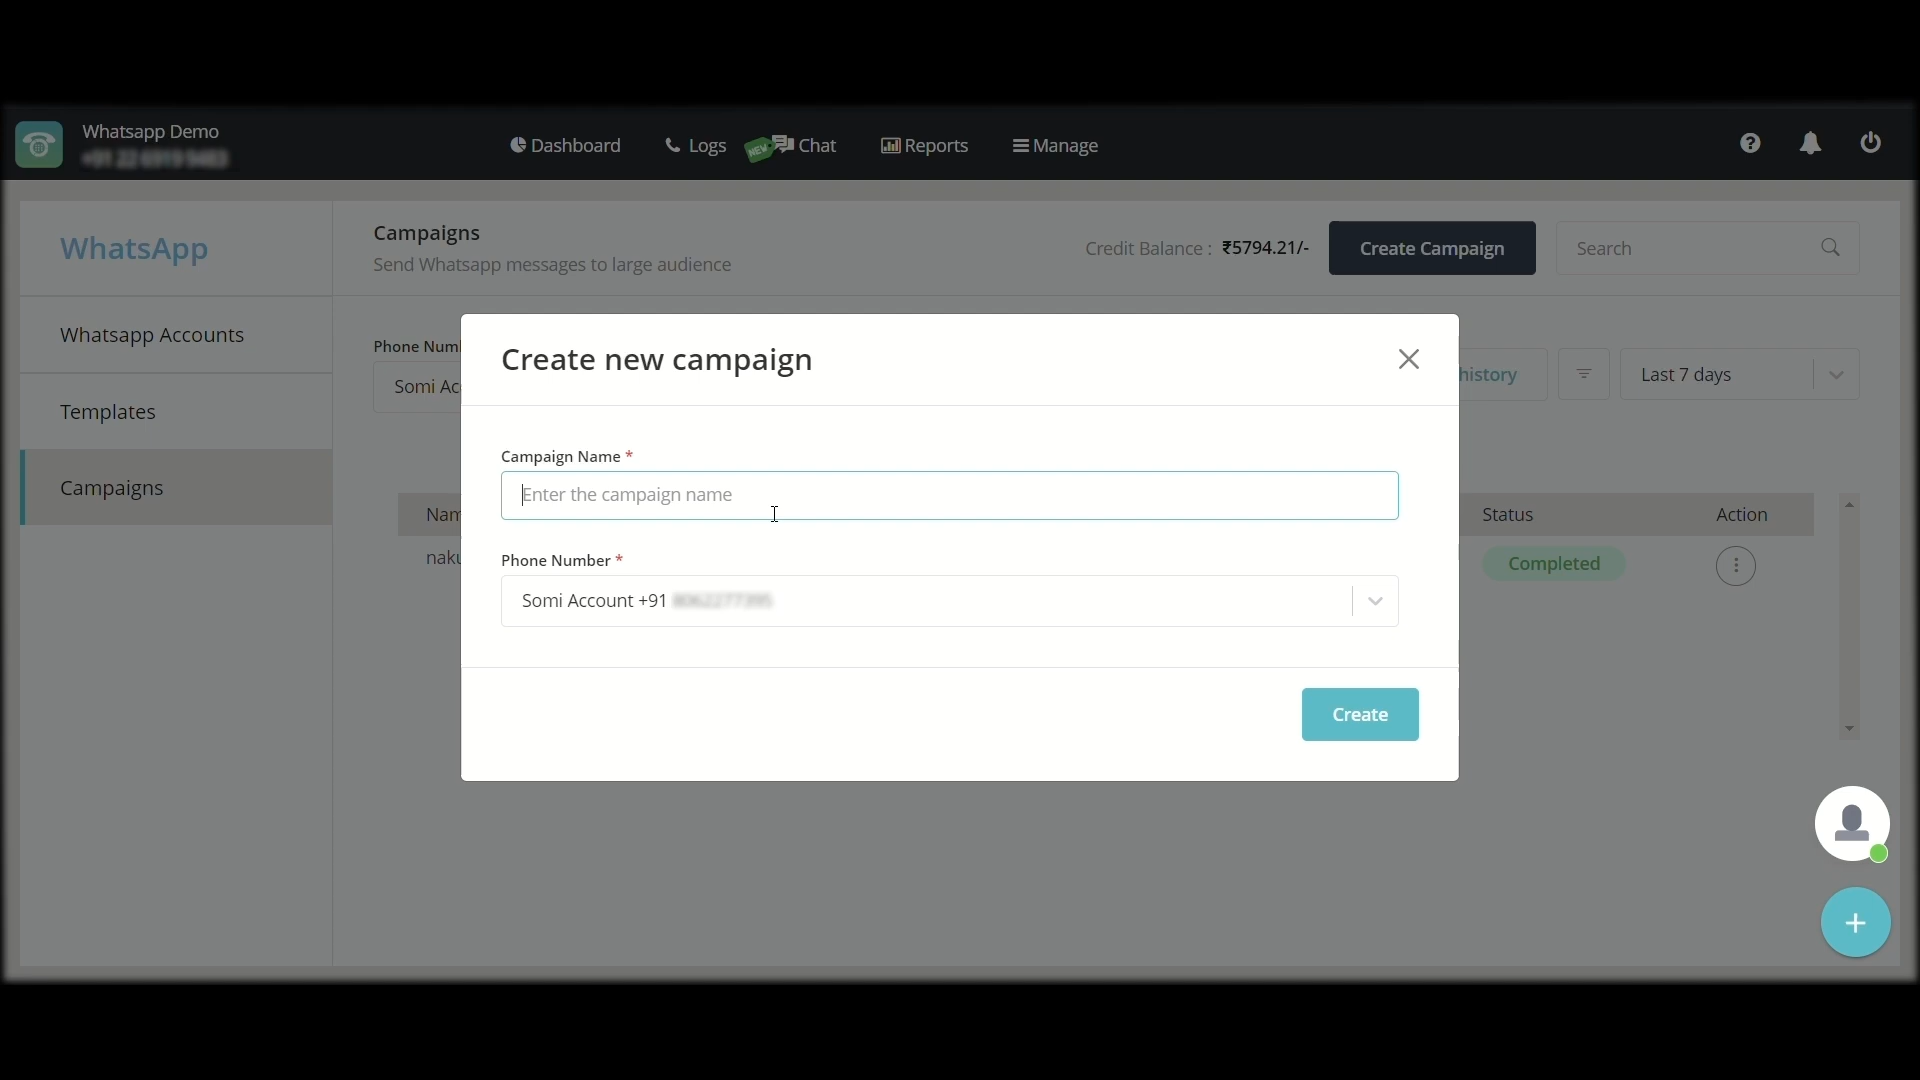 Whatsapp Demo
Dashboard
Logs
NEW
Chat
Reports
Manage
WhatsApp
Campaigns
Send Whatsapp messages to large audience
Credit Balance : ₹5794.21/-
Create Campaign
Search
Whatsapp Accounts
Templates
Campaigns
Phone Num
Somi Ac
history
Last 7 days
Create new campaign
Campaign Name *
Enter the campaign name
Phone Number *
Somi Account +91
Create
Nam
Status
Action
naku
Completed